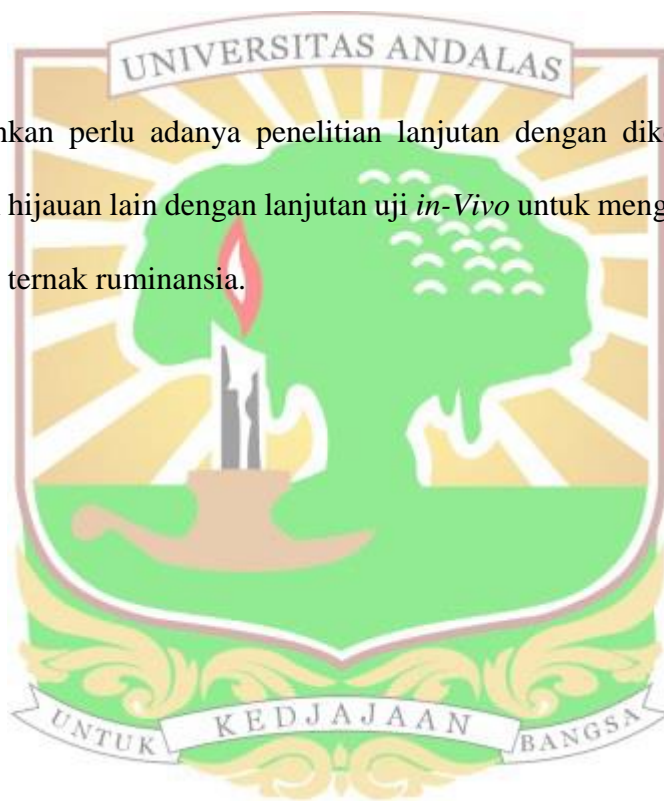 UNIVERSITAS ANDALAS
nkan perlu adanya penelitian lanjutan dengan dik
hijauan lain dengan lanjutan uji in-Vivo untuk meng
ternak ruminansia.
UNTUK KEDJAJAAN BANGSA